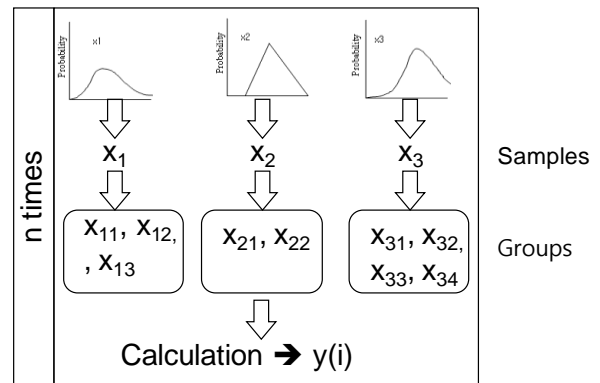 Probability
x1
Probability
x2
Probability
x3
n times
x₁
x₂
x₃
Samples
x₁₁, x₁₂,
, x₁₃
x₂₁, x₂₂
x₃₁, x₃₂,
x₃₃, x₃₄
Groups
Calculation ➔ y(i)